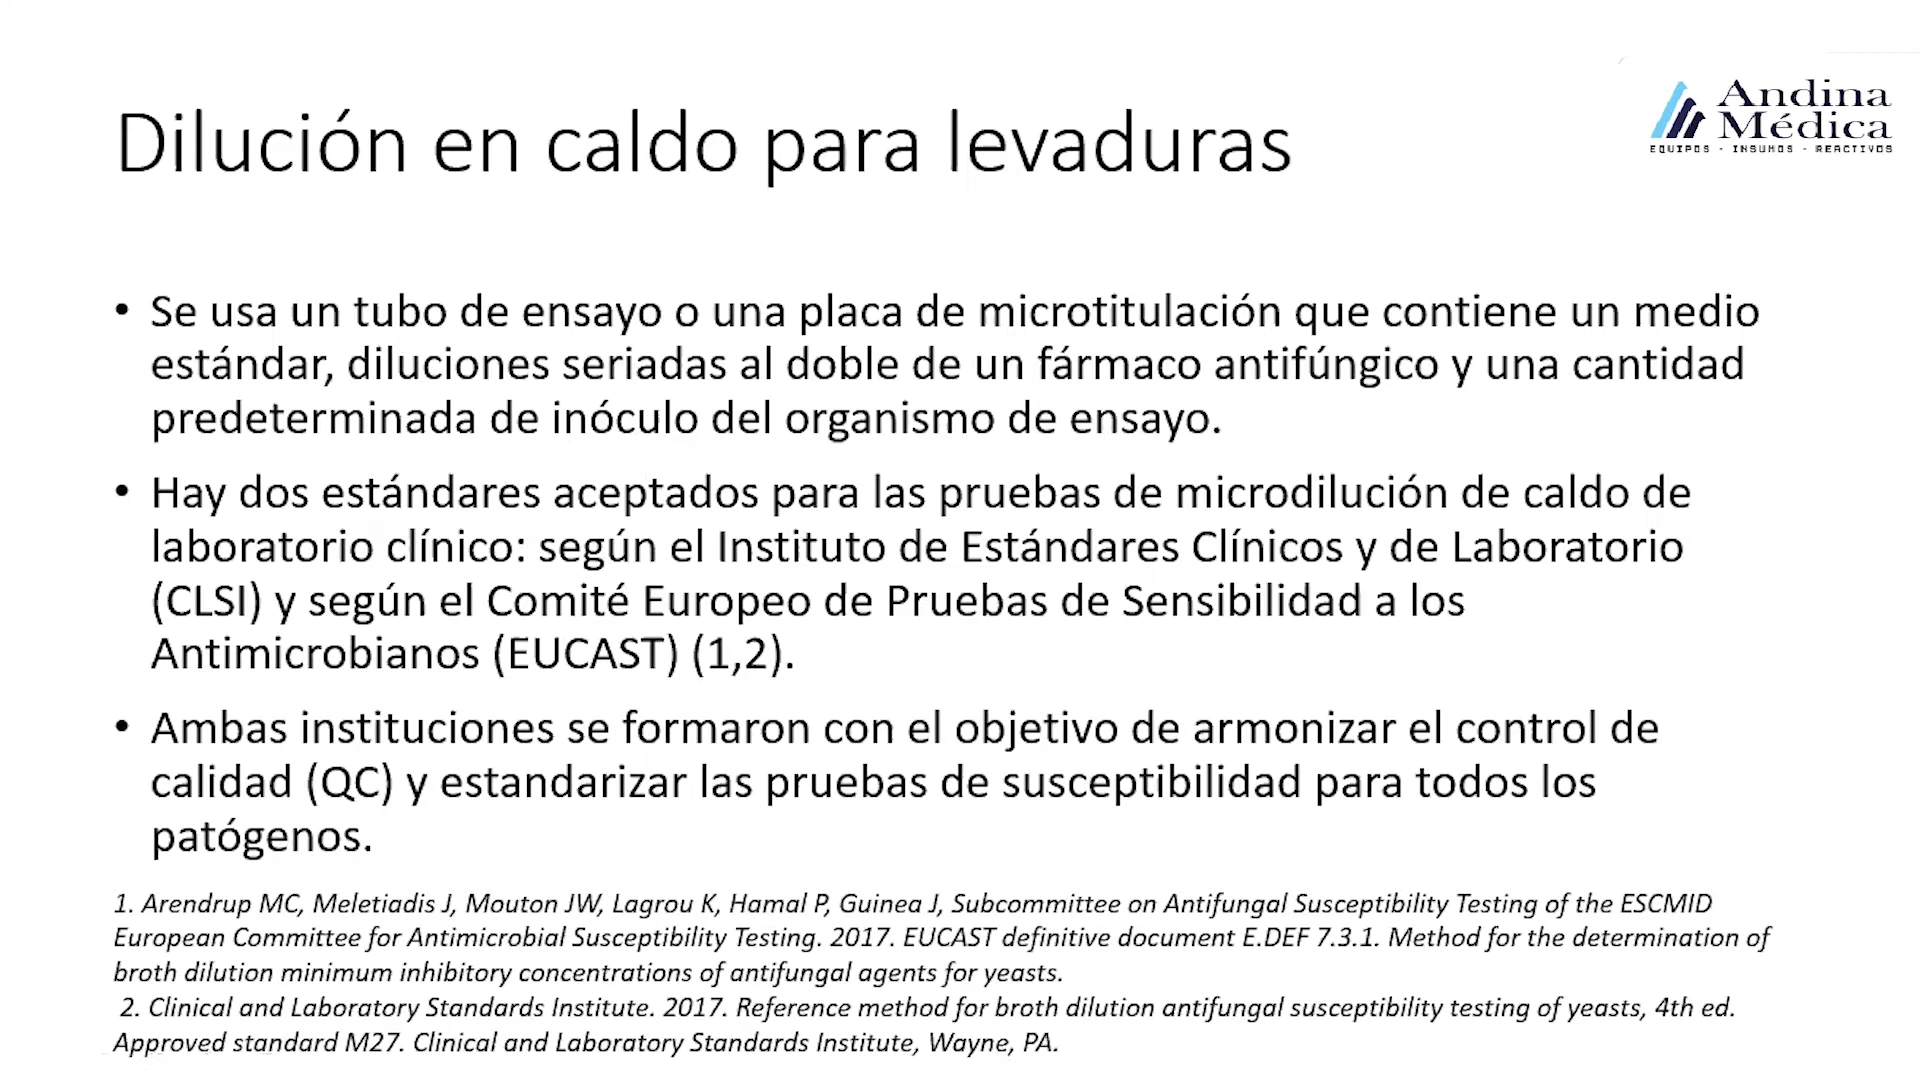 Dilución en caldo para levaduras
Andina
Médica
EQUIPOS - INSUMOS - REACTIVOS
• Se usa un tubo de ensayo o una placa de microtitulación que contiene un medio
estándar, diluciones seriadas al doble de un fármaco antifúngico y una cantidad
predeterminada de inóculo del organismo de ensayo.
• Hay dos estándares aceptados para las pruebas de microdilución de caldo de
laboratorio clínico: según el Instituto de Estándares Clínicos y de Laboratorio
(CLSI) y según el Comité Europeo de Pruebas de Sensibilidad a los
Antimicrobianos (EUCAST) (1,2).
• Ambas instituciones se formaron con el objetivo de armonizar el control de
calidad (QC) y estandarizar las pruebas de susceptibilidad para todos los
patógenos.
1. Arendrup MC, Meletiadis J, Mouton JW, Lagrou K, Hamal P, Guinea J, Subcommittee on Antifungal Susceptibility Testing of the ESCMID
European Committee for Antimicrobial Susceptibility Testing. 2017. EUCAST definitive document E.DEF 7.3.1. Method for the determination of
broth dilution minimum inhibitory concentrations of antifungal agents for yeasts.
2. Clinical and Laboratory Standards Institute. 2017. Reference method for broth dilution antifungal susceptibility testing of yeasts, 4th ed.
Approved standard M27. Clinical and Laboratory Standards Institute, Wayne, PA.